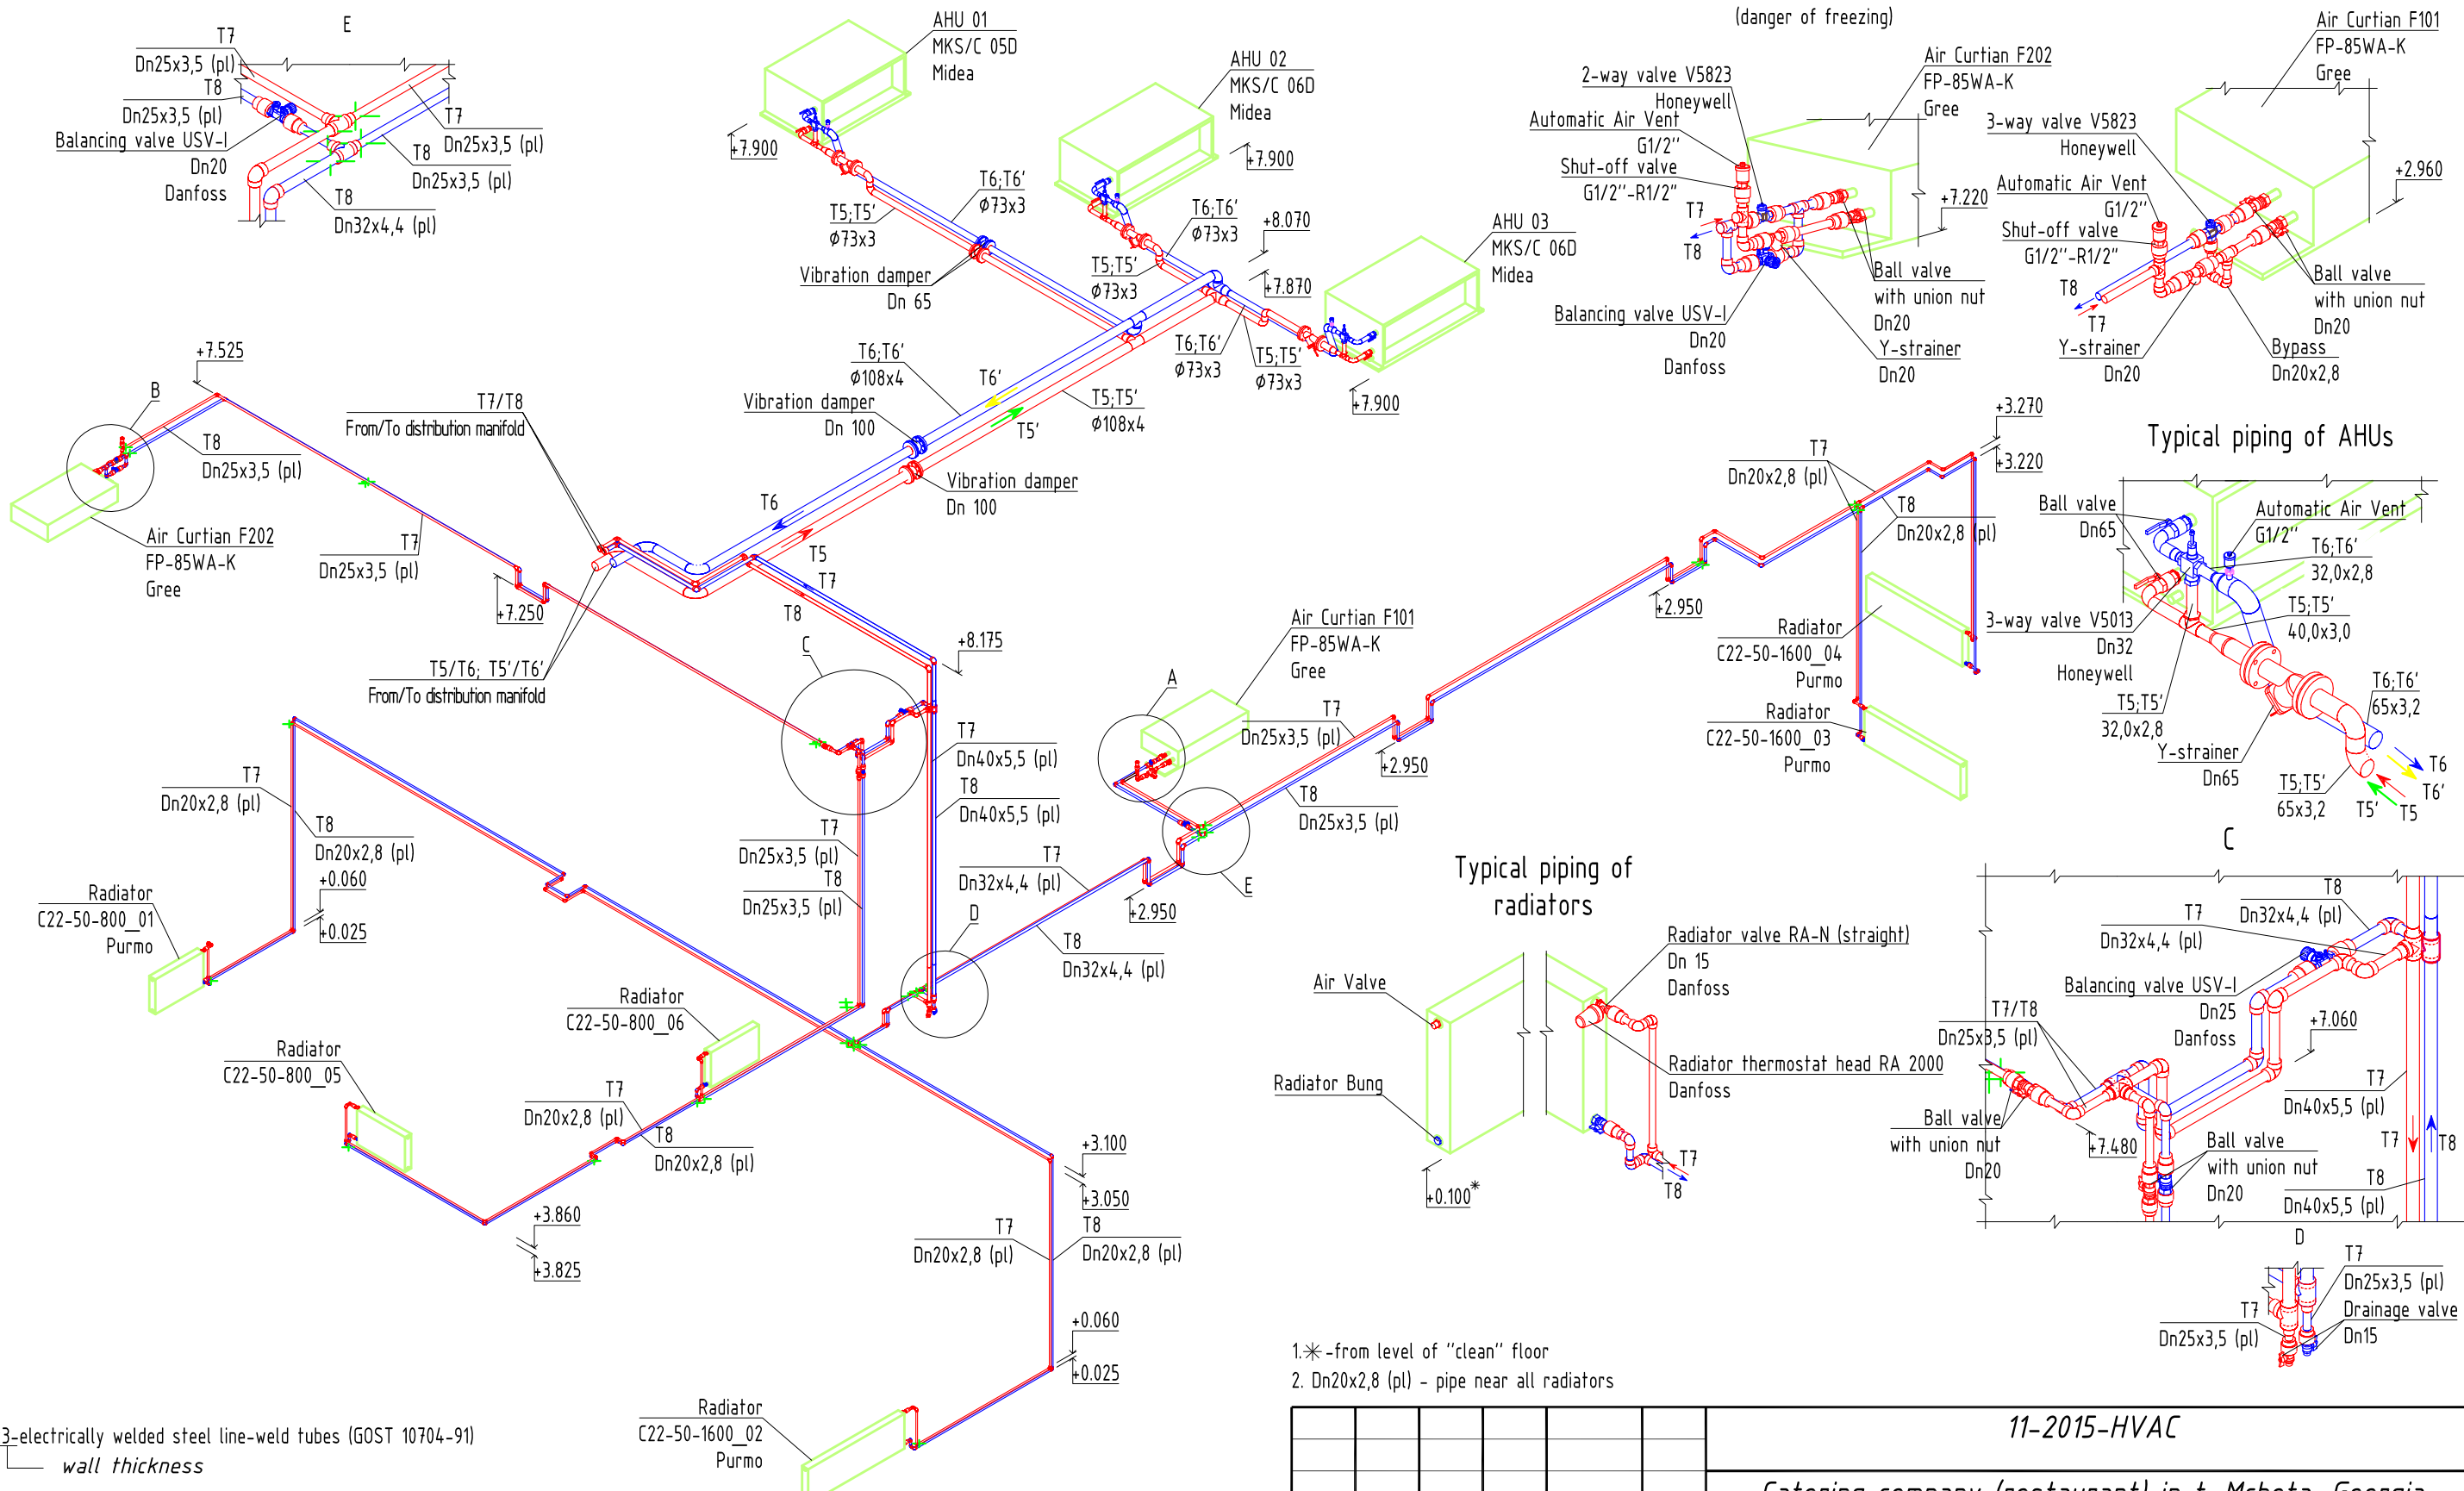 E
T7
Dn25x3,5 (pl)
T8
Dn25x3,5 (pl)
Balancing valve USV-I
Dn20
Danfoss
T7
Dn25x3,5 (pl)
T8
Dn25x3,5 (pl)
T8
Dn32x4,4 (pl)
AHU 01
MKS/C 05D
Midea
+7.900
AHU 02
MKS/C 06D
Midea
+7.900
AHU 03
MKS/C 06D
Midea
+7.900
T6;T6'
Φ73x3
T5;T5'
Φ73x3
Vibration damper
Dn 65
T6;T6'
Φ73x3
T5;T5'
Φ73x3
+8.070
+7.870
T6;T6'
Φ73x3
T5;T5'
Φ73x3
T6;T6'
Φ108x4
T6'
T5'
T5;T5'
Φ108x4
Vibration damper
Dn 100
Vibration damper
Dn 100
T6
T5
(danger of freezing)
2-way valve V5823
Honeywell
Automatic Air Vent
G1/2"
Shut-off valve
G1/2"-R1/2"
T7
T8
Air Curtian F202
FP-85WA-K
Gree
+7.220
Ball valve
with union nut
Dn20
Balancing valve USV-I
Dn20
Danfoss
Y-strainer
Dn20
Air Curtian F101
FP-85WA-K
Gree
3-way valve V5823
Honeywell
Automatic Air Vent
G1/2"
Shut-off valve
G1/2"-R1/2"
+2.960
T8
T7
Ball valve
with union nut
Dn20
Y-strainer
Dn20
Bypass
Dn20x2,8
+7.525
B
T8
Dn25x3,5 (pl)
T7/T8
From/To distribution manifold
Air Curtian F202
FP-85WA-K
Gree
T7
Dn25x3,5 (pl)
+7.250
T5/T6; T5'/T6'
From/To distribution manifold
T7
T8
+8.175
C
T7
Dn40x5,5 (pl)
T8
Dn40x5,5 (pl)
T7
Dn25x3,5 (pl)
T8
Dn25x3,5 (pl)
A
Air Curtian F101
FP-85WA-K
Gree
T7
Dn25x3,5 (pl)
T8
Dn25x3,5 (pl)
E
+2.950
+2.950
+2.950
T7
Dn32x4,4 (pl)
T8
Dn32x4,4 (pl)
D
+3.270
+3.220
T7
Dn20x2,8 (pl)
T8
Dn20x2,8 (pl)
Radiator
C22-50-1600_04
Purmo
Radiator
C22-50-1600_03
Purmo
Typical piping of AHUs
Ball valve
Dn65
Automatic Air Vent
G1/2"
T6;T6'
32,0x2,8
T5;T5'
40,0x3,0
3-way valve V5013
Dn32
Honeywell
T5;T5'
32,0x2,8
Y-strainer
Dn65
T6;T6'
65x3,2
T5;T5'
65x3,2
T6
T6'
T5'
T5
T7
Dn20x2,8 (pl)
T8
Dn20x2,8 (pl)
+0.060
+0.025
Radiator
C22-50-800_01
Purmo
Radiator
C22-50-800_06
Radiator
C22-50-800_05
T7
Dn20x2,8 (pl)
T8
Dn20x2,8 (pl)
+3.860
+3.825
+3.100
+3.050
T7
Dn20x2,8 (pl)
T8
Dn20x2,8 (pl)
+0.060
+0.025
Radiator
C22-50-1600_02
Purmo
Typical piping of
radiators
Air Valve
Radiator Bung
Radiator valve RA-N (straight)
Dn 15
Danfoss
Radiator thermostat head RA 2000
Danfoss
T7
T8
+0.100*
C
T8
Dn32x4,4 (pl)
T7
Dn32x4,4 (pl)
Balancing valve USV-I
Dn25
Danfoss
T7/T8
Dn25x3,5 (pl)
+7.060
T7
Dn40x5,5 (pl)
T7
T8
T8
Dn40x5,5 (pl)
Ball valve
with union nut
Dn20
+7.480
Ball valve
with union nut
Dn20
D
T7
Dn25x3,5 (pl)
Drainage valve
Dn15
T7
Dn25x3,5 (pl)
1.* -from level of "clean" floor
2. Dn20x2,8 (pl) - pipe near all radiators
3-electrically welded steel line-weld tubes (GOST 10704-91)
wall thickness
11-2015-HVAC
Catering company (restaurant) in t. Mcheta, Georgia